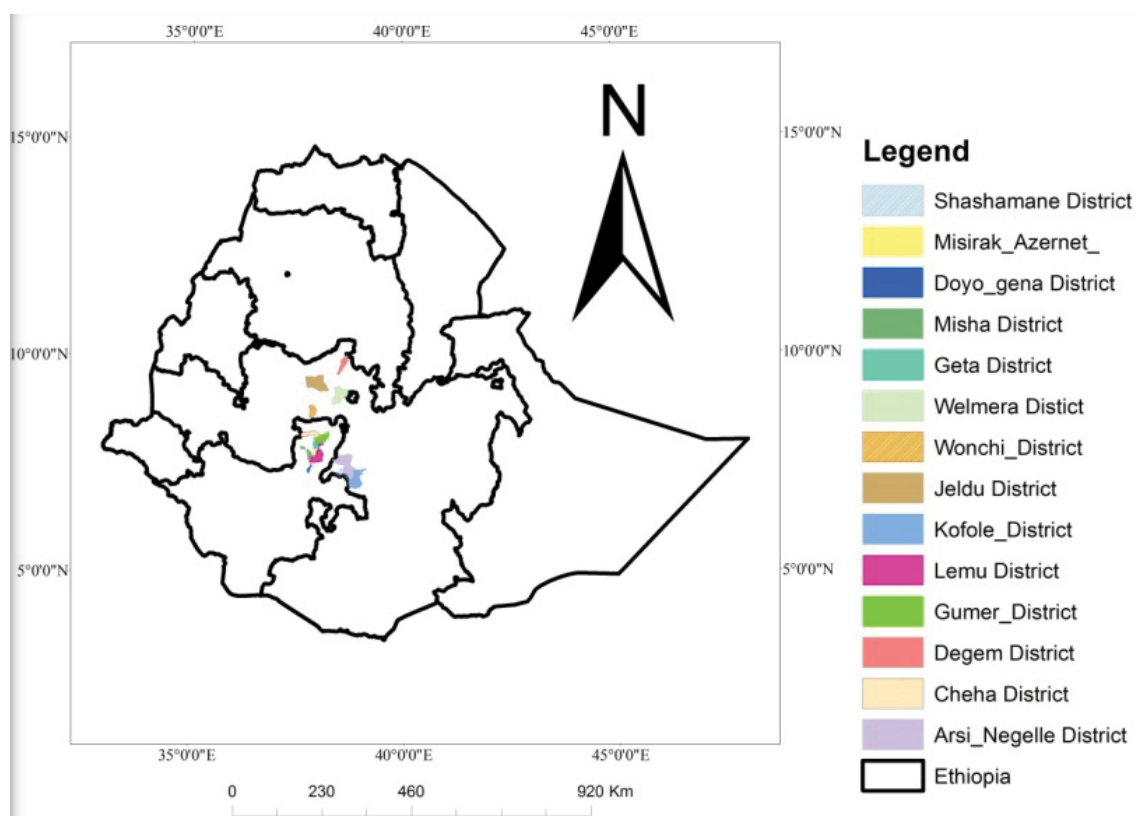 35°0'0"E 40°0'0"E 45°0'0"E
N
15°0'0"N 15°0'0"N
Legend
Shashamane District
Misirak_Azernet_
Doyo_gena District
Misha District
10°0'0"N 10°0'0"N
Geta District
Welmera Distict
Wonchi_District
Jeldu District
Kofole_District
5°0'0"N 5°0'0"N
Lemu District
Gumer_District
Degem District
Cheha District
Arsi_Negelle District
35°0'0"E 40°0'0"E 45°0'0"E
Ethiopia
0 230 460 920 Km